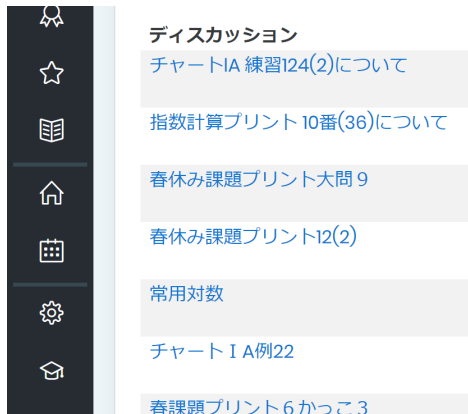 ディスカッション
チャートIA 練習124(2)について
指数計算プリント 10番(36)について
春休み課題プリント大問９
春休み課題プリント12(2)
常用対数
チャートＩA例22
春課題プリント６かっこ３